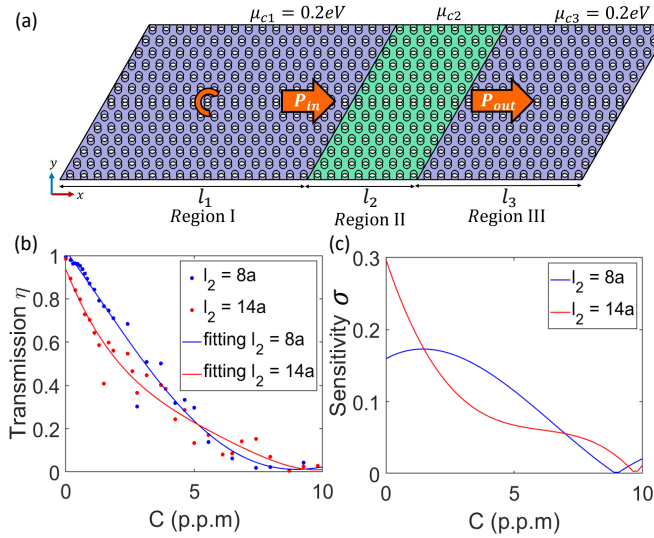 (a)
μc1 = 0.2eV
μc2
μc3 = 0.2eV
Pin
Pout
y
x
l1
l2
l3
Region I
Region II
Region III
(b)
1
0.8
0.6
0.4
0.2
0
0
5
10
Transmission η
C (p.p.m)
l2 = 8a
l2 = 14a
fitting l2 = 8a
fitting l2 = 14a
(c)
0.3
0.2
0.1
0
0
5
10
Sensitivity σ
C (p.p.m)
l2 = 8a
l2 = 14a